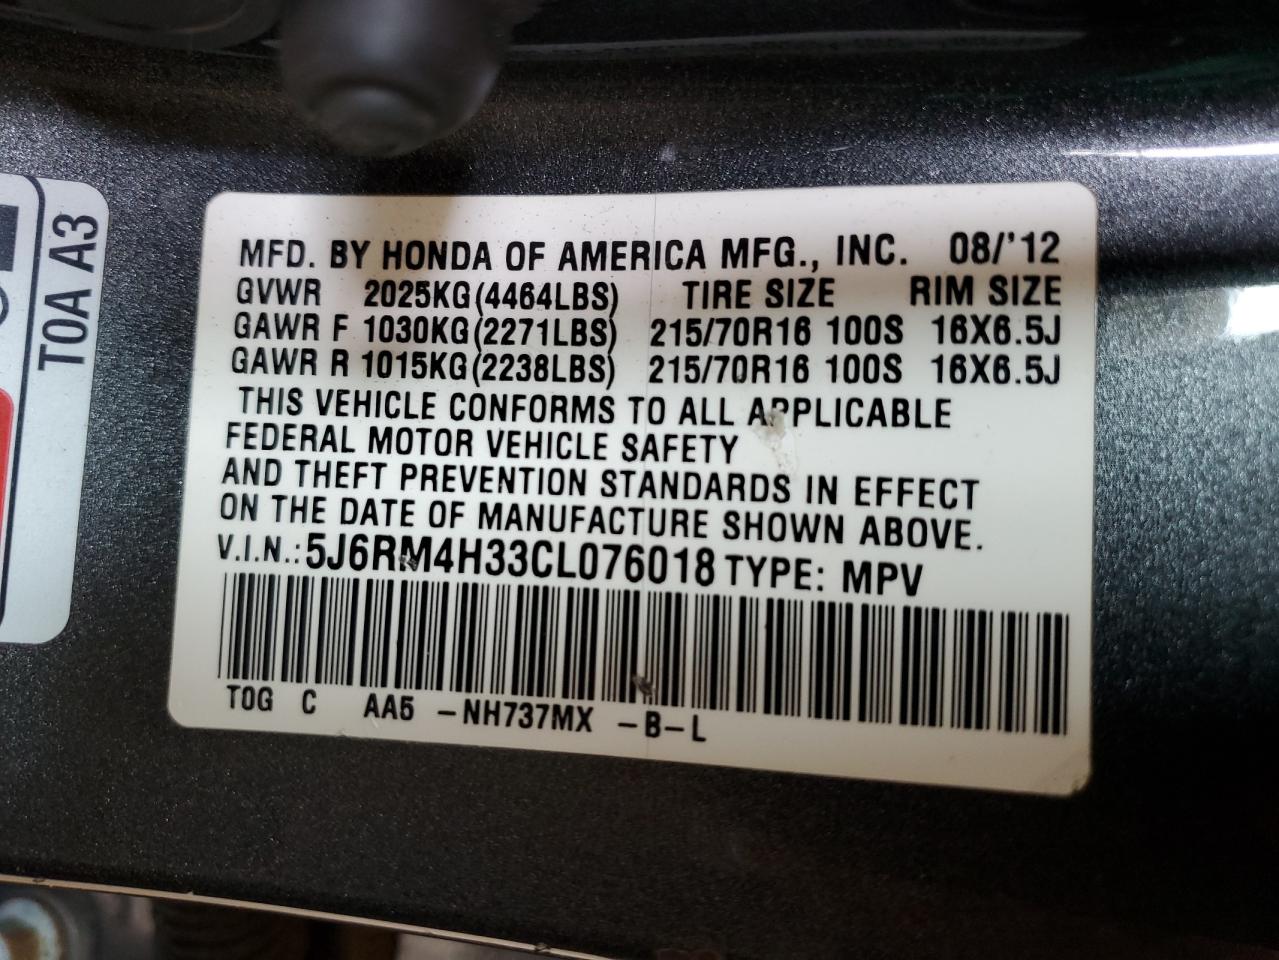 MFD. BY HONDA OF AMERICA MFG., INC. 08/'12
GVWR 2025KG(4464LBS) TIRE SIZE RIM SIZE
GAWR F 1030KG(2271LBS) 215/70R16 100S 16X6.5J
GAWR R 1015KG(2238LBS) 215/70R16 100S 16X6.5J
THIS VEHICLE CONFORMS TO ALL APPLICABLE
FEDERAL MOTOR VEHICLE SAFETY
AND THEFT PREVENTION STANDARDS IN EFFECT
ON THE DATE OF MANUFACTURE SHOWN ABOVE.
V.I.N.: 5J6RM4H33CL076018 TYPE: MPV
T0G C AA5 -NH737MX -B-L
T0A A3